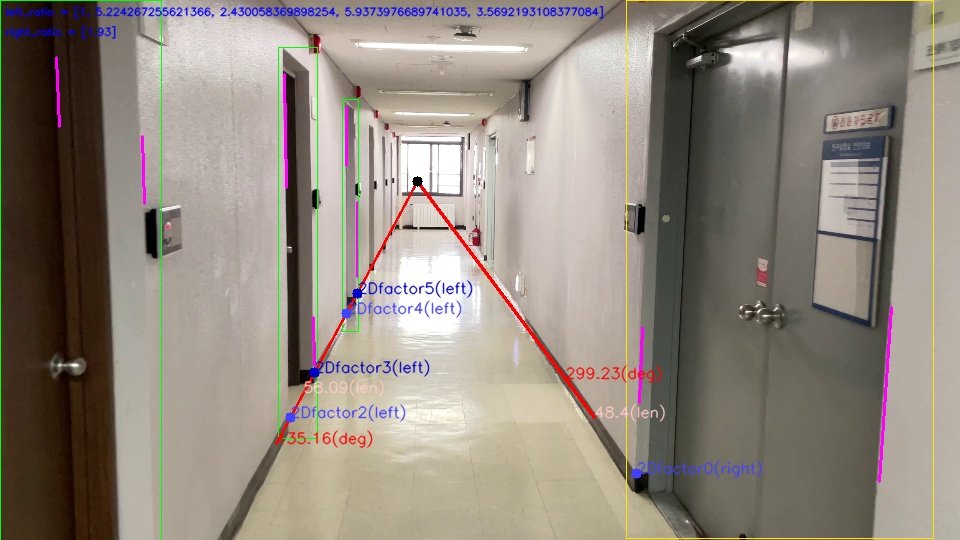 left_ratio = [1, 5.224267255621366, 2.430058369898254, 5.9373976689741035, 3.5692193108377084]
right_ratio = [1.93]
2Dfactor5(left)
2Dfactor4(left)
2Dfactor3(left)
299.23(deg)
58.09(len)
2Dfactor2(left)
48.4(len)
-35.16(deg)
2Dfactor0(right)